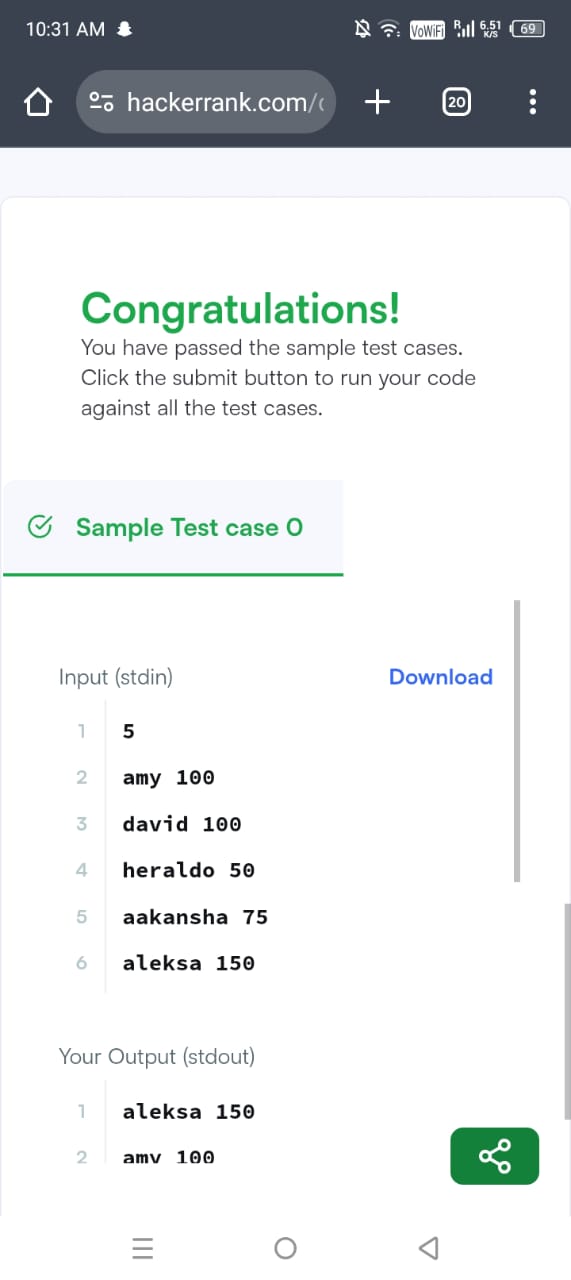 10:31 AM
VoWiFi R 6.51 K/S 69
hackerrank.com/
20
Congratulations!
You have passed the sample test cases.
Click the submit button to run your code
against all the test cases.
Sample Test case 0
Input (stdin)
Download
1 5
2 amy 100
3 david 100
4 heraldo 50
5 aakansha 75
6 aleksa 150
Your Output (stdout)
1 aleksa 150
2 amy 100